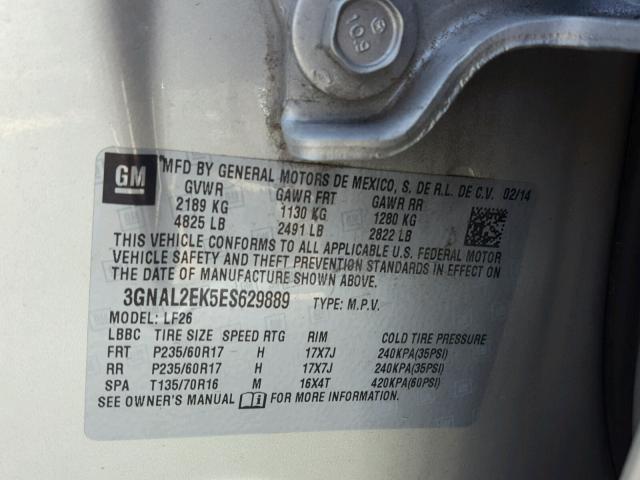 10.9
GM
MFD BY GENERAL MOTORS DE MEXICO, S. DE R.L. DE C.V. 02/14
GVWR GAWR FRT GAWR RR
2189 KG 1130 KG 1280 KG
4825 LB 2491 LB 2822 LB
THIS VEHICLE CONFORMS TO ALL APPLICABLE U.S. FEDERAL MOTOR
VEHICLE SAFETY AND THEFT PREVENTION STANDARDS IN EFFECT ON
THE DATE OF MANUFACTURE SHOWN ABOVE.
3GNAL2EK5ES629889 TYPE: M.P.V.
MODEL: LF26
LBBC TIRE SIZE SPEED RTG RIM COLD TIRE PRESSURE
FRT P235/60R17 H 17X7J 240KPA(35PSI)
RR P235/60R17 H 17X7J 240KPA(35PSI)
SPA T135/70R16 M 16X4T 420KPA(60PSI)
SEE OWNER'S MANUAL FOR MORE INFORMATION.